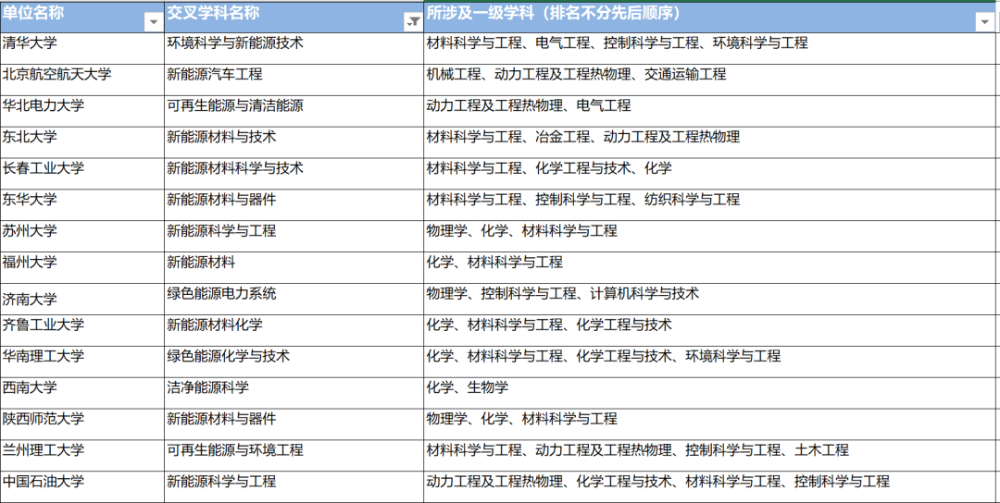 单位名称 交叉学科名称 所涉及一级学科（排名不分先后顺序）
清华大学 环境科学与新能源技术 材料科学与工程、电气工程、控制科学与工程、环境科学与工程
北京航空航天大学 新能源汽车工程 机械工程、动力工程及工程热物理、交通运输工程
华北电力大学 可再生能源与清洁能源 动力工程及工程热物理、电气工程
东北大学 新能源材料与技术 材料科学与工程、冶金工程、动力工程及工程热物理
长春工业大学 新能源材料科学与技术 材料科学与工程、化学工程与技术、化学
东华大学 新能源材料与器件 材料科学与工程、控制科学与工程、纺织科学与工程
苏州大学 新能源科学与工程 物理学、化学、材料科学与工程
福州大学 新能源材料 化学、材料科学与工程
济南大学 绿色能源电力系统 物理学、控制科学与工程、计算机科学与技术
齐鲁工业大学 新能源材料化学 化学、材料科学与工程、化学工程与技术
华南理工大学 绿色能源化学与技术 化学、材料科学与工程、化学工程与技术、环境科学与工程
西南大学 洁净能源科学 化学、生物学
陕西师范大学 新能源材料与器件 物理学、化学、材料科学与工程
兰州理工大学 可再生能源与环境工程 材料科学与工程、动力工程及工程热物理、控制科学与工程、土木工程
中国石油大学 新能源科学与工程 动力工程及工程热物理、化学工程与技术、材料科学与工程、控制科学与工程